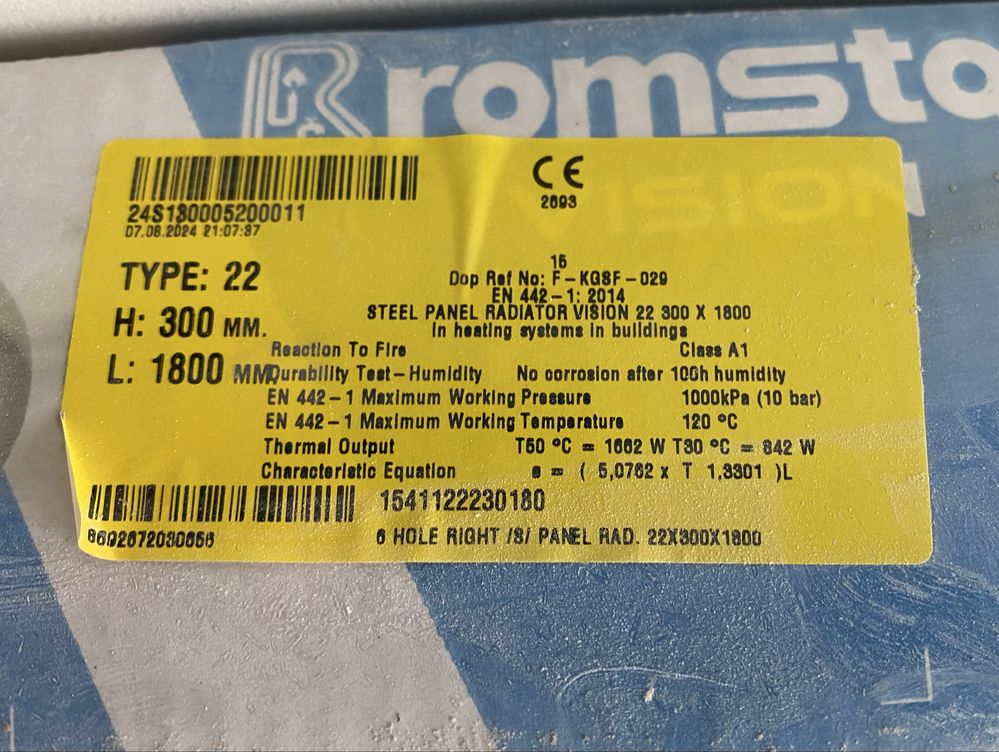 romsto
VISION
24S130005200011
07.08.2024 21:07:37
CE
2693
TYPE: 22
H: 300 MM.
L: 1800 MM.
15
Dop Ref No: F-KGSF-029
EN 442-1: 2014
STEEL PANEL RADIATOR VISION 22 300 X 1800
In heating systems in buildings
Reaction To Fire Class A1
Durability Test-Humidity No corrosion after 100h humidity
EN 442-1 Maximum Working Pressure 1000kPa (10 bar)
EN 442-1 Maximum Working Temperature 120 °C
Thermal Output T50 °C = 1662 W T30 °C = 842 W
Characteristic Equation = ( 5,0762 x T 1,3301 )L
1541122230180
8692672030656
6 HOLE RIGHT /S/ PANEL RAD. 22X300X1800